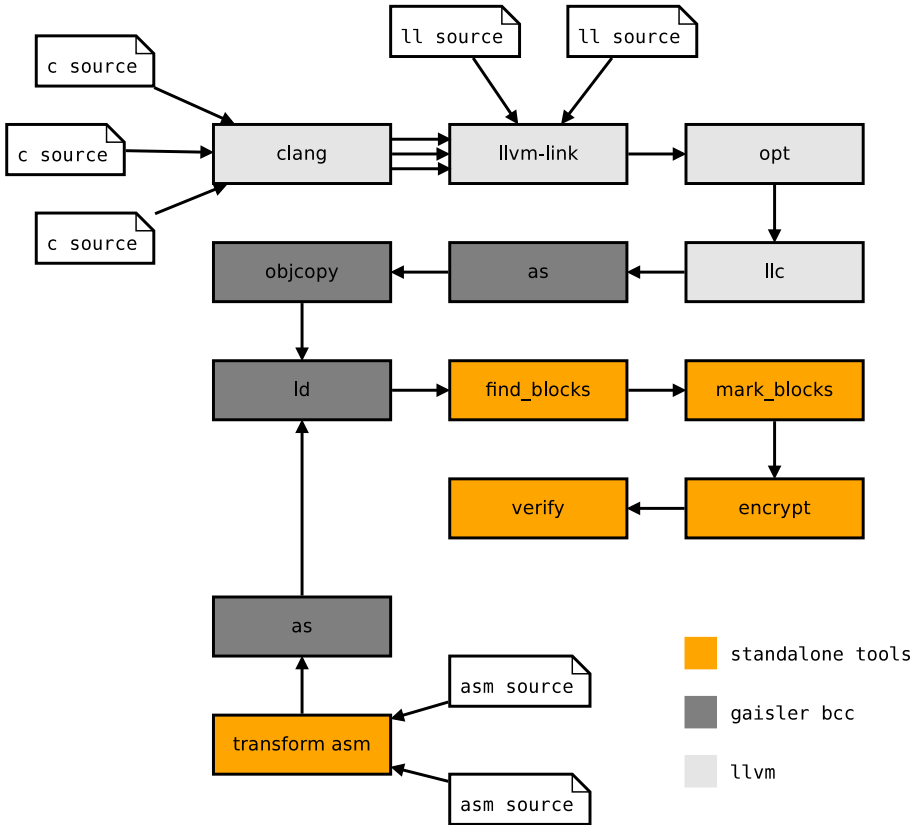 ll source
ll source
c source
c source
c source
clang
llvm-link
opt
objcopy
as
llc
ld
find_blocks
mark_blocks
verify
encrypt
as
transform asm
asm source
asm source
standalone tools
gaisler bcc
llvm